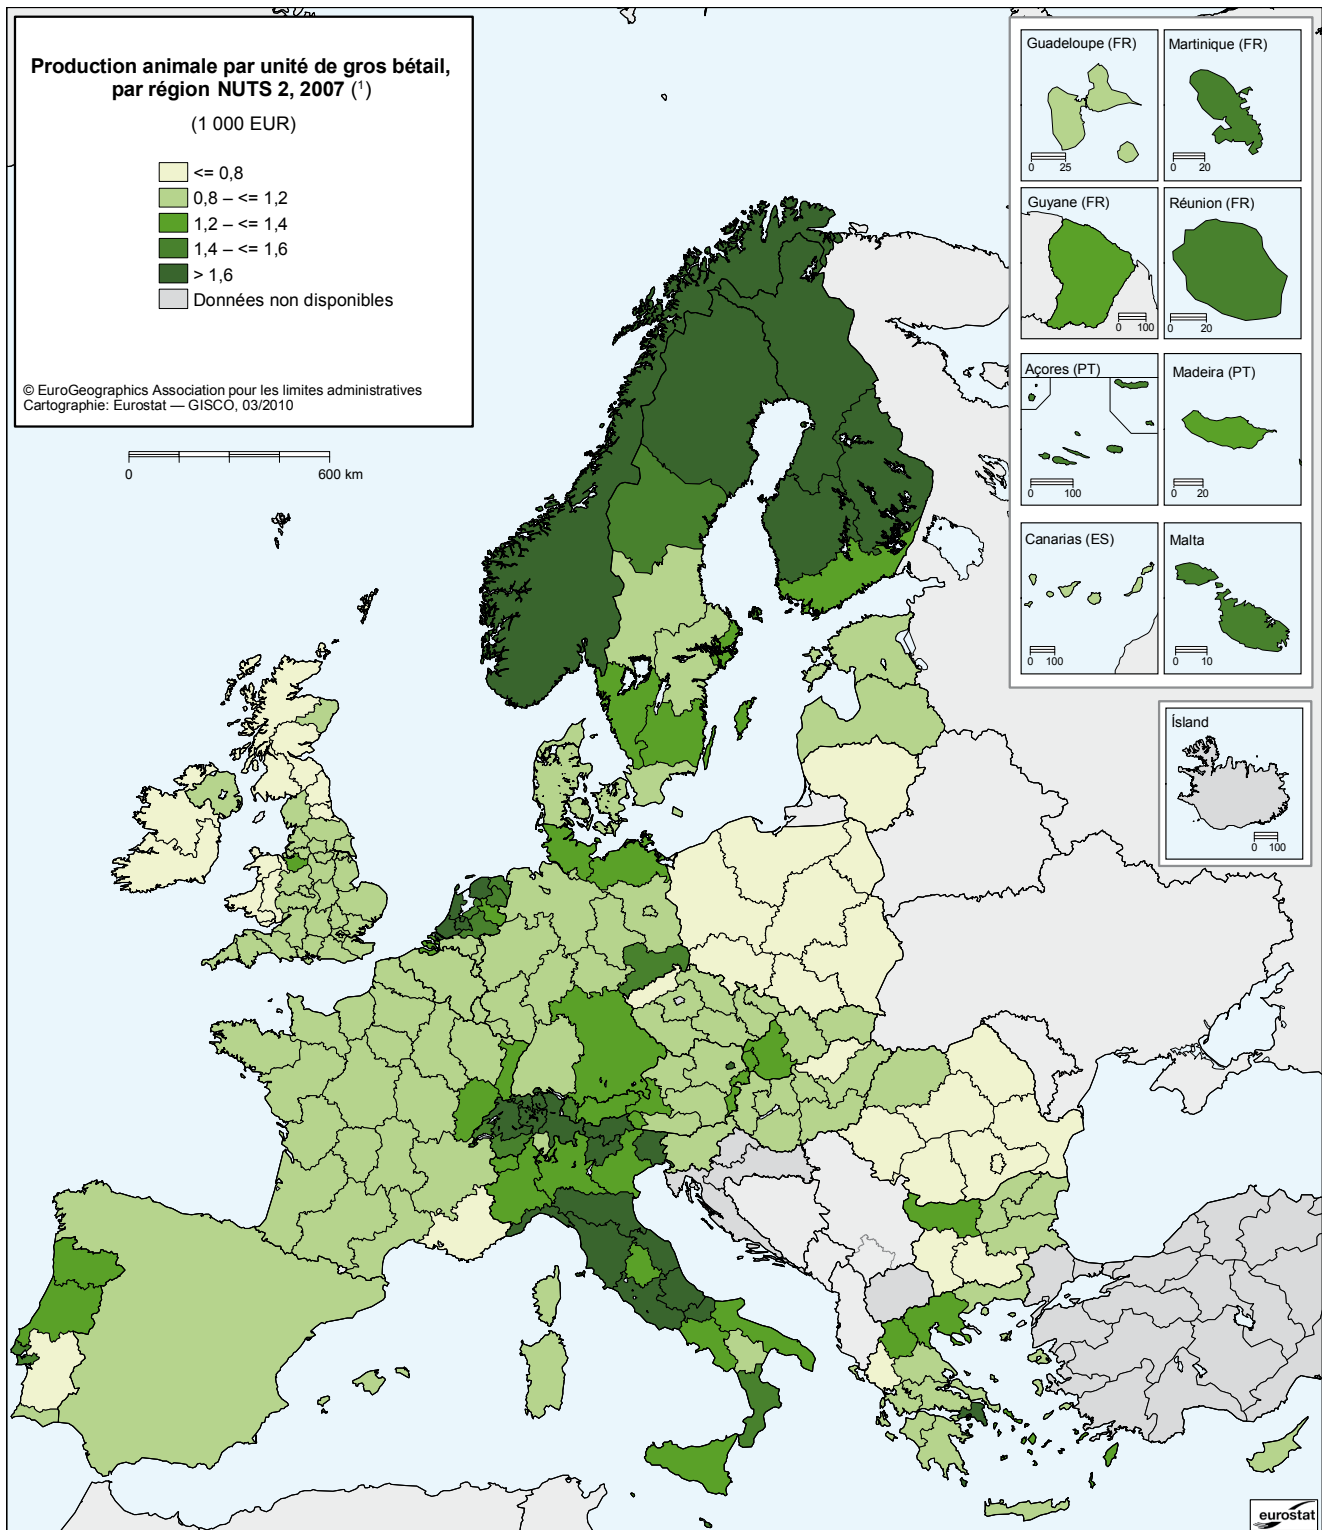 Production animale par unité de gros bétail,
par région NUTS 2, 2007 (¹)
(1 000 EUR)
<= 0,8
0,8 – <= 1,2
1,2 – <= 1,4
1,4 – <= 1,6
> 1,6
Données non disponibles
© EuroGeographics Association pour les limites administratives
Cartographie: Eurostat — GISCO, 03/2010
0 600 km
Guadeloupe (FR)
0 25
Martinique (FR)
0 20
Guyane (FR)
0 100
Réunion (FR)
0 20
Açores (PT)
0 100
Madeira (PT)
0 20
Canarias (ES)
0 100
Malta
0 10
Ísland
0 100
eurostat